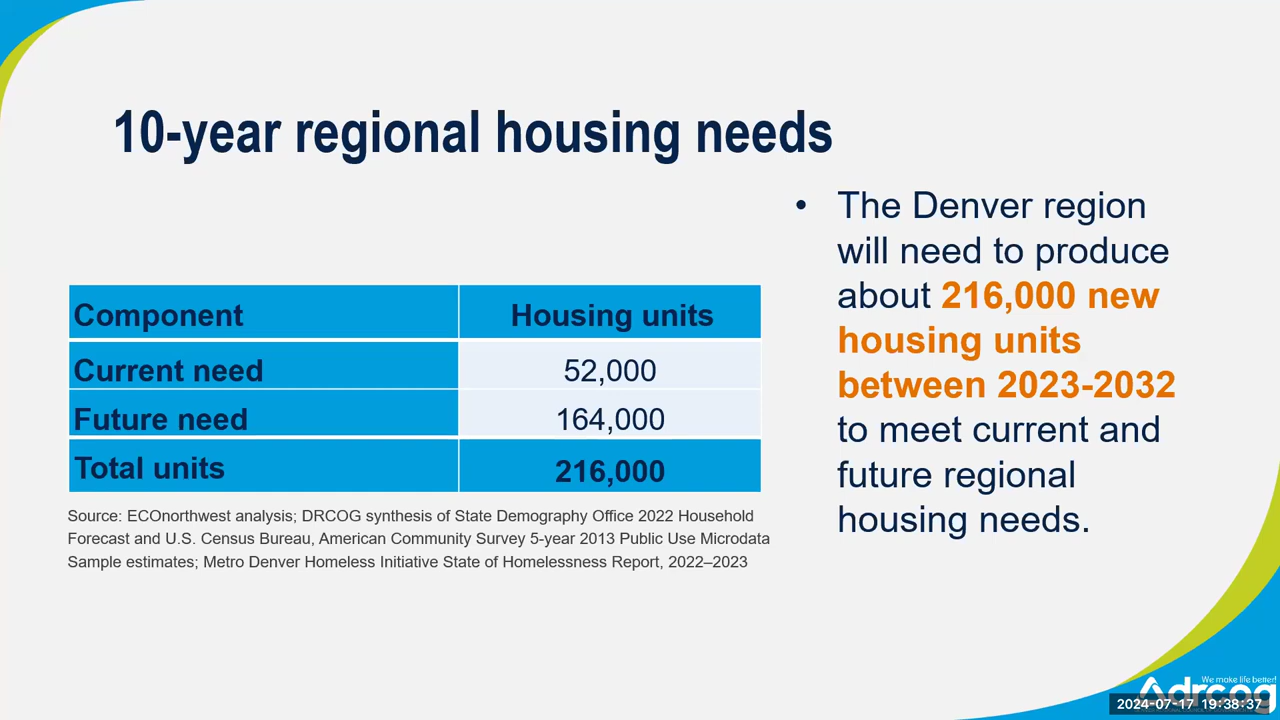 10-year regional housing needs
The Denver region
will need to produce
about 216,000 new
housing units
between 2023-2032
to meet current and
future regional
housing needs.
Component Housing units
Current need 52,000
Future need 164,000
Total units 216,000
Source: ECOnorthwest analysis; DRCOG synthesis of State Demography Office 2022 Household
Forecast and U.S. Census Bureau, American Community Survey 5-year 2013 Public Use Microdata
Sample estimates; Metro Denver Homeless Initiative State of Homelessness Report, 2022–2023
We make life better!
drcog
2024-07-17 19:38:37